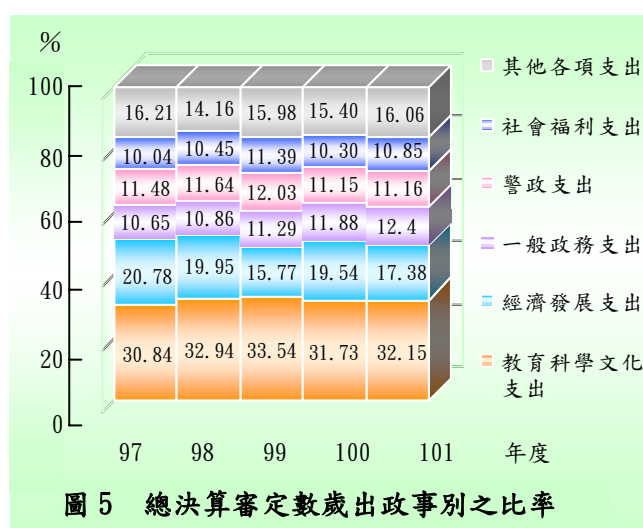 %
100
80
60
40
20
0
16.21 14.16 15.98 15.40 16.06
10.04 10.45 11.39 10.30 10.85
11.48 11.64 12.03 11.15 11.16
10.65 10.86 11.29 11.88 12.4
20.78 19.95 15.77 19.54 17.38
30.84 32.94 33.54 31.73 32.15
97 98 99 100 101 年度
其他各項支出
社會福利支出
警政支出
一般政務支出
經濟發展支出
教育科學文化
支出
圖 5 總決算審定數歲出政事別之比率